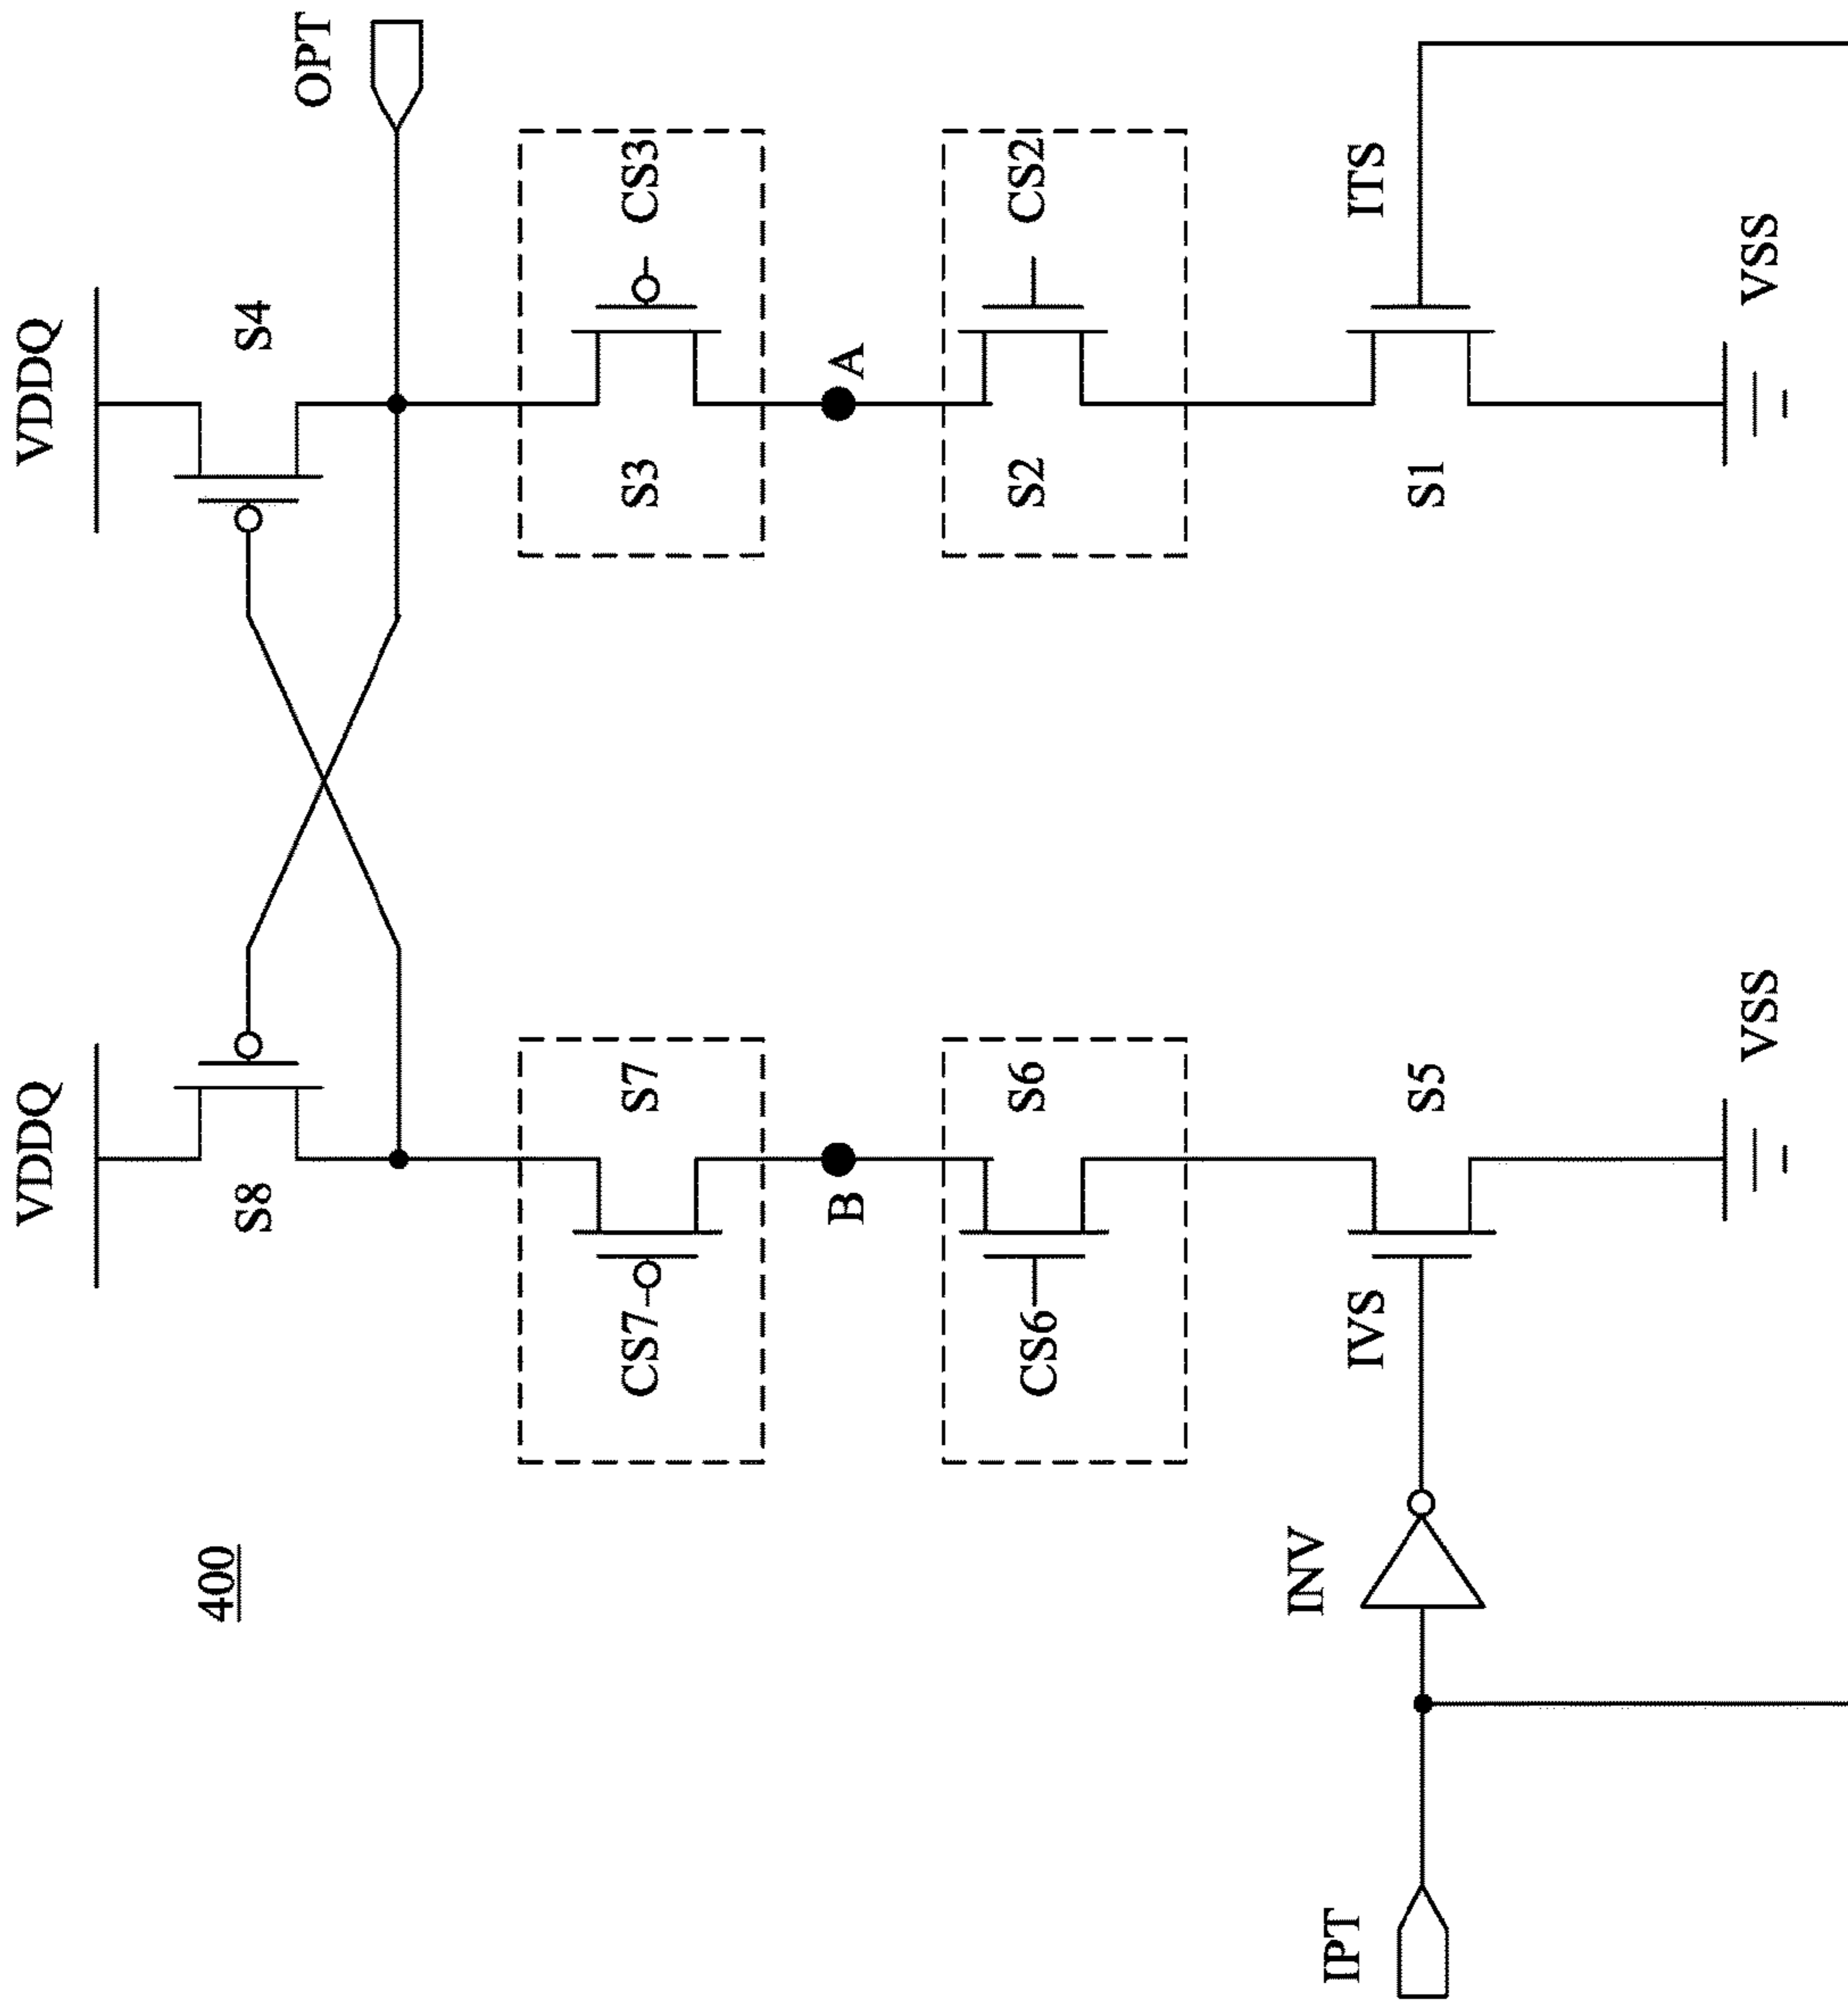 VDDQ
VDDQ
OPT
S8
S4
400
CS7
S7
S3
CS3
B
A
CS6
S6
S2
CS2
INV
IVS
S5
S1
ITS
IPT
VSS
VSS